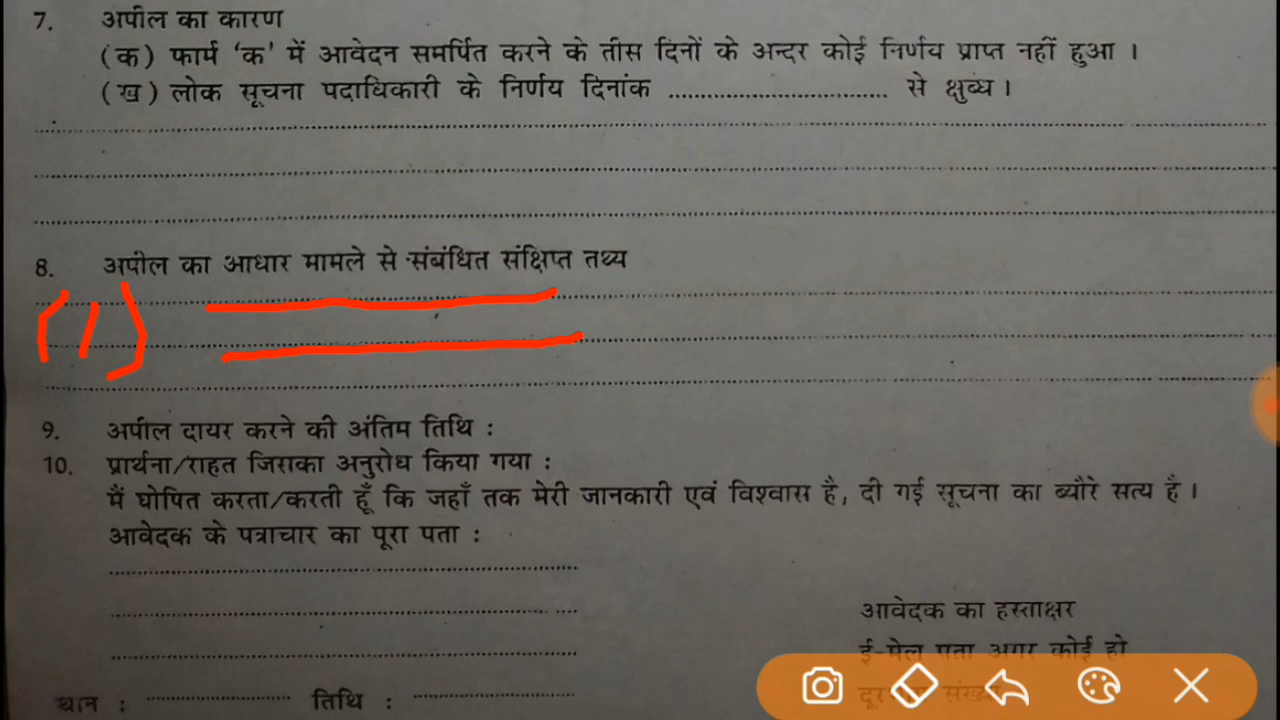 7. अपील का कारण
(क) फार्म 'क' में आवेदन समर्पित करने के तीस दिनों के अन्दर कोई निर्णय प्राप्त नहीं हुआ ।
(ख) लोक सूचना पदाधिकारी के निर्णय दिनांक ................................ से क्षुब्ध ।
8. अपील का आधार मामले से संबंधित संक्षिप्त तथ्य
(1)
9. अपील दायर करने की अंतिम तिथि :
10. प्रार्थना/राहत जिसका अनुरोध किया गया :
मैं घोषित करता/करती हूँ कि जहाँ तक मेरी जानकारी एवं विश्वास है, दी गई सूचना का ब्यौरे सत्य है ।
आवेदक के पत्राचार का पूरा पता :
आवेदक का हस्ताक्षर
ई-मेल पता अगर कोई हो
थान : ........................ तिथि : ............................